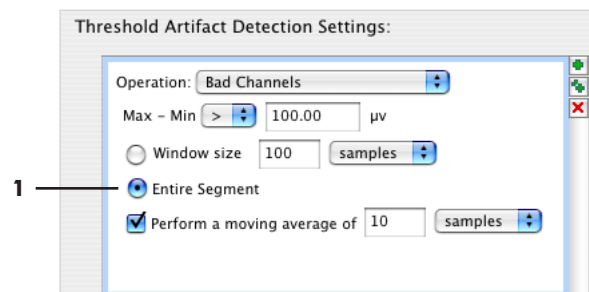 Threshold Artifact Detection Settings:
Operation: Bad Channels
Max – Min > 100.00 μv
Window size 100 samples
1 Entire Segment
Perform a moving average of 10 samples